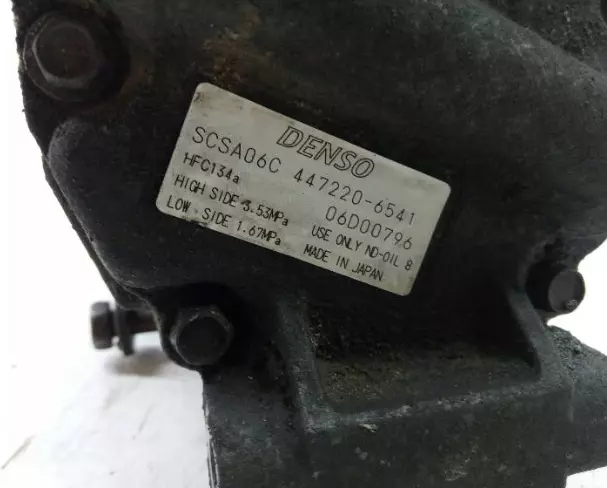 DENSO
SCSA06C 447220-6541
HFC134a 06D00796
HIGH SIDE 3.53MPa USE ONLY ND-OIL 8
LOW SIDE 1.67MPa MADE IN JAPAN